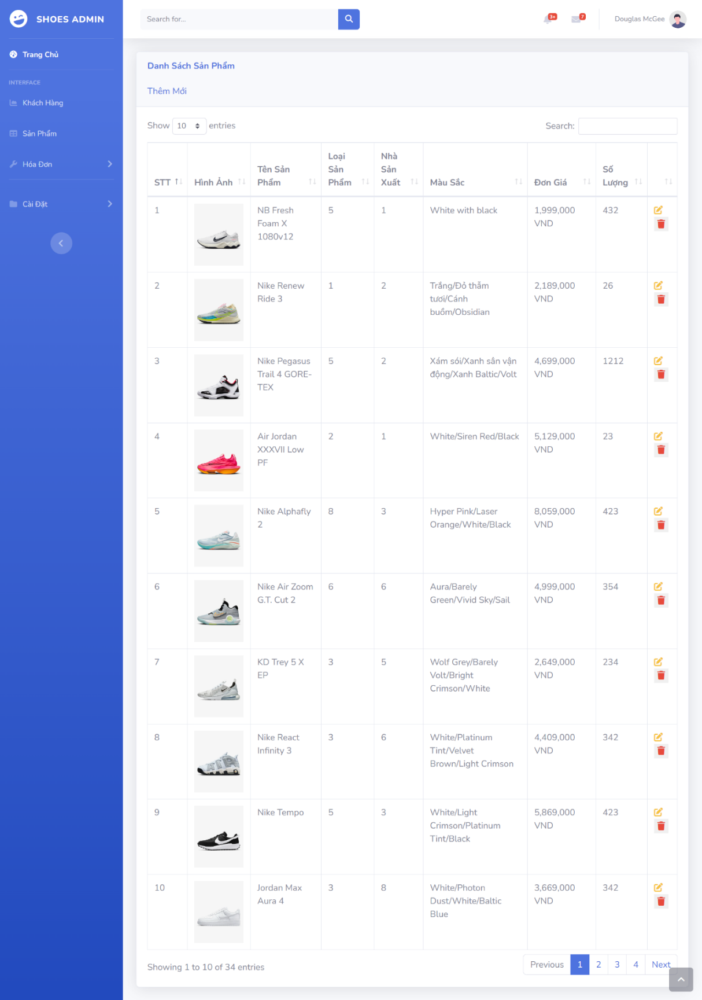 SHOES ADMIN
Search for...
3+
7
Douglas McGee
Trang Chủ
INTERFACE
Khách Hàng
Sản Phẩm
Hóa Đơn
Cài Đặt
Danh Sách Sản Phẩm
Thêm Mới
Show 10 entries
Search:
STT
Hình Ảnh
Tên Sản
Phẩm
Loại
Sản
Phẩm
Nhà
Sản
Xuất
Màu Sắc
Đơn Giá
Số
Lượng
1
NB Fresh
Foam X
1080v12
5
1
White with black
1,999,000
VND
432
2
Nike Renew
Ride 3
1
2
Trắng/Đỏ thẫm
tươi/Cánh
buồm/Obsidian
2,189,000
VND
26
3
Nike Pegasus
Trail 4 GORE-
TEX
5
2
Xám sói/Xanh sân vận
động/Xanh Baltic/Volt
4,699,000
VND
1212
4
Air Jordan
XXXVII Low
PF
2
1
White/Siren Red/Black
5,129,000
VND
23
5
Nike Alphafly
2
8
3
Hyper Pink/Laser
Orange/White/Black
8,059,000
VND
423
6
Nike Air Zoom
G.T. Cut 2
6
6
Aura/Barely
Green/Vivid Sky/Sail
4,999,000
VND
354
7
KD Trey 5 X
EP
3
5
Wolf Grey/Barely
Volt/Bright
Crimson/White
2,649,000
VND
234
8
Nike React
Infinity 3
3
6
White/Platinum
Tint/Velvet
Brown/Light Crimson
4,409,000
VND
342
9
Nike Tempo
5
3
White/Light
Crimson/Platinum
Tint/Black
5,869,000
VND
423
10
Jordan Max
Aura 4
3
8
White/Photon
Dust/White/Baltic
Blue
3,669,000
VND
342
Showing 1 to 10 of 34 entries
Previous 1 2 3 4 Next